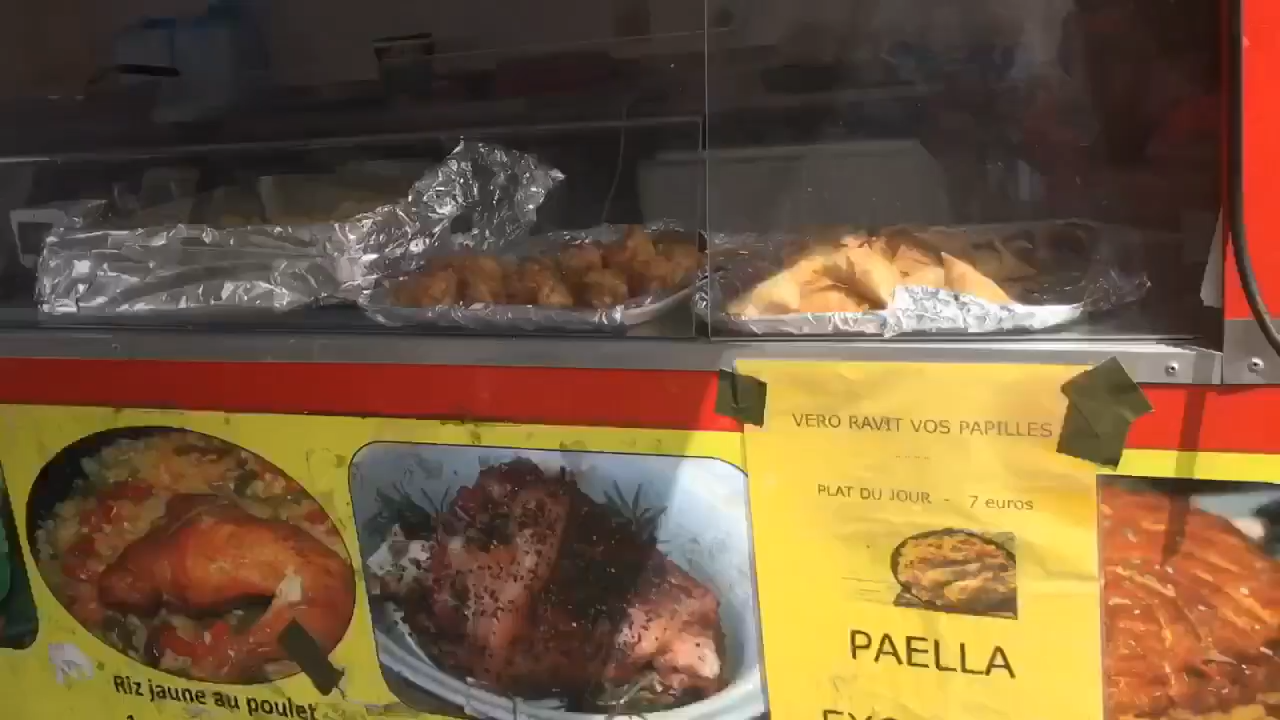 VERO RAVIT VOS PAPILLES
----
PLAT DU JOUR - 7 euros
PAELLA
Riz jaune au poulet